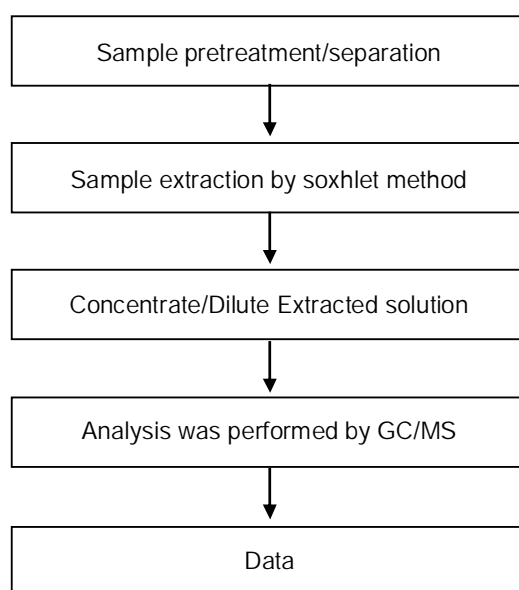 Sample pretreatment/separation
Sample extraction by soxhlet method
Concentrate/Dilute Extracted solution
Analysis was performed by GC/MS
Data